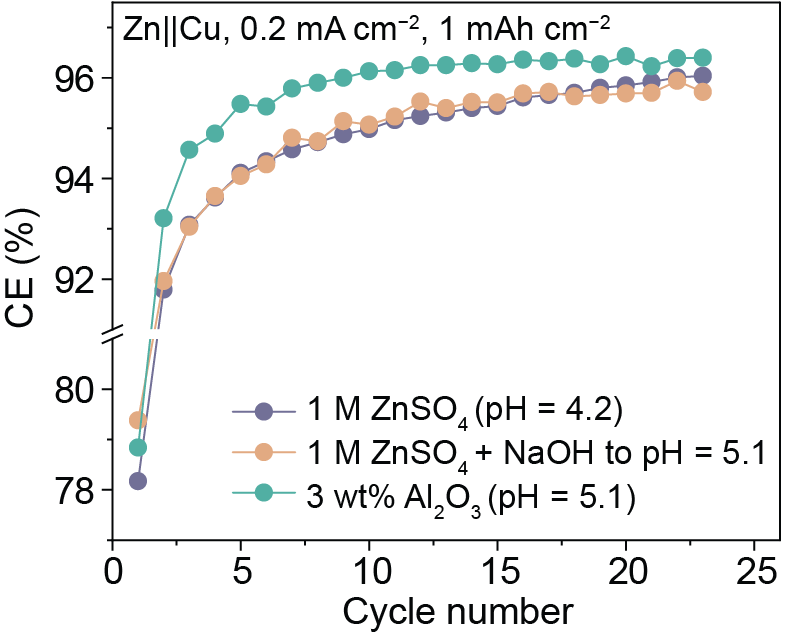 Zn||Cu, 0.2 mA cm⁻², 1 mAh cm⁻²
96
94
92
80
78
CE (%)
1 M ZnSO₄ (pH = 4.2)
1 M ZnSO₄ + NaOH to pH = 5.1
3 wt% Al₂O₃ (pH = 5.1)
0 5 10 15 20 25
Cycle number